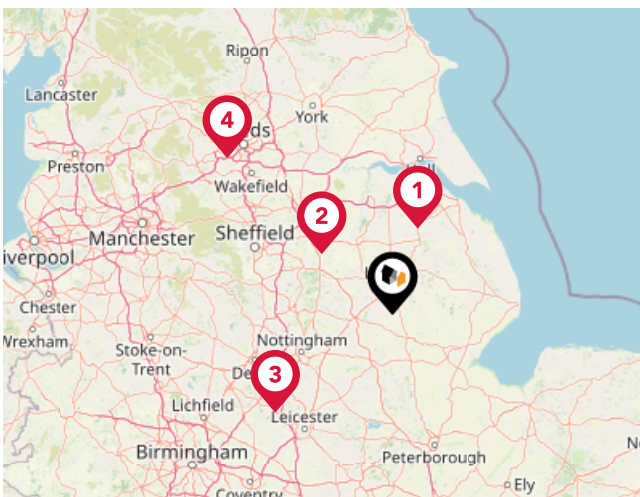 Ripon
Lancaster
York
4
ds
Preston
Wakefield
1
2
Manchester
Sheffield
iverpool
Chester
Wrexham
Nottingham
Stoke-on-
Trent
De
3
Lichfield
Leicester
Birmingham
Peterborough
Coventry
Ely